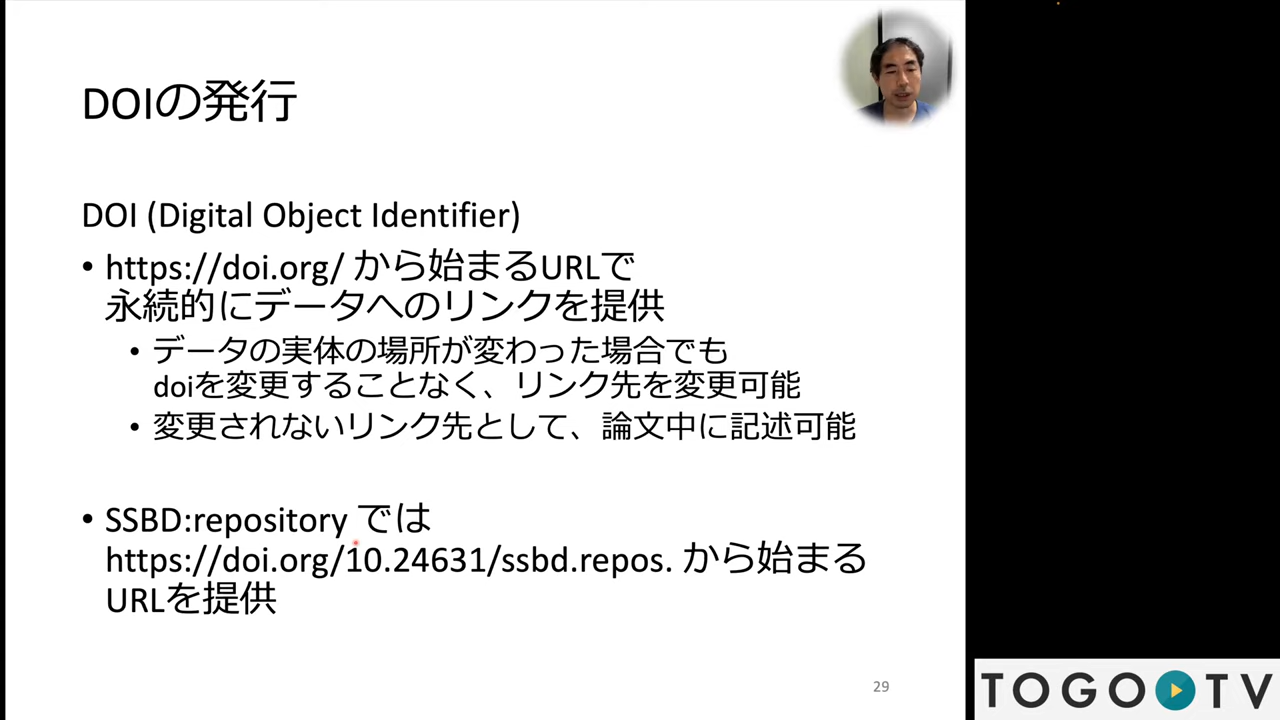 DOIの発行
DOI (Digital Object Identifier)
• https://doi.org/ から始まるURLで
永続的にデータへのリンクを提供
• データの実体の場所が変わった場合でも
doiを変更することなく、リンク先を変更可能
• 変更されないリンク先として、論文中に記述可能
• SSBD:repository では
https://doi.org/10.24631/ssbd.repos. から始まる
URLを提供
29
TOGO TV